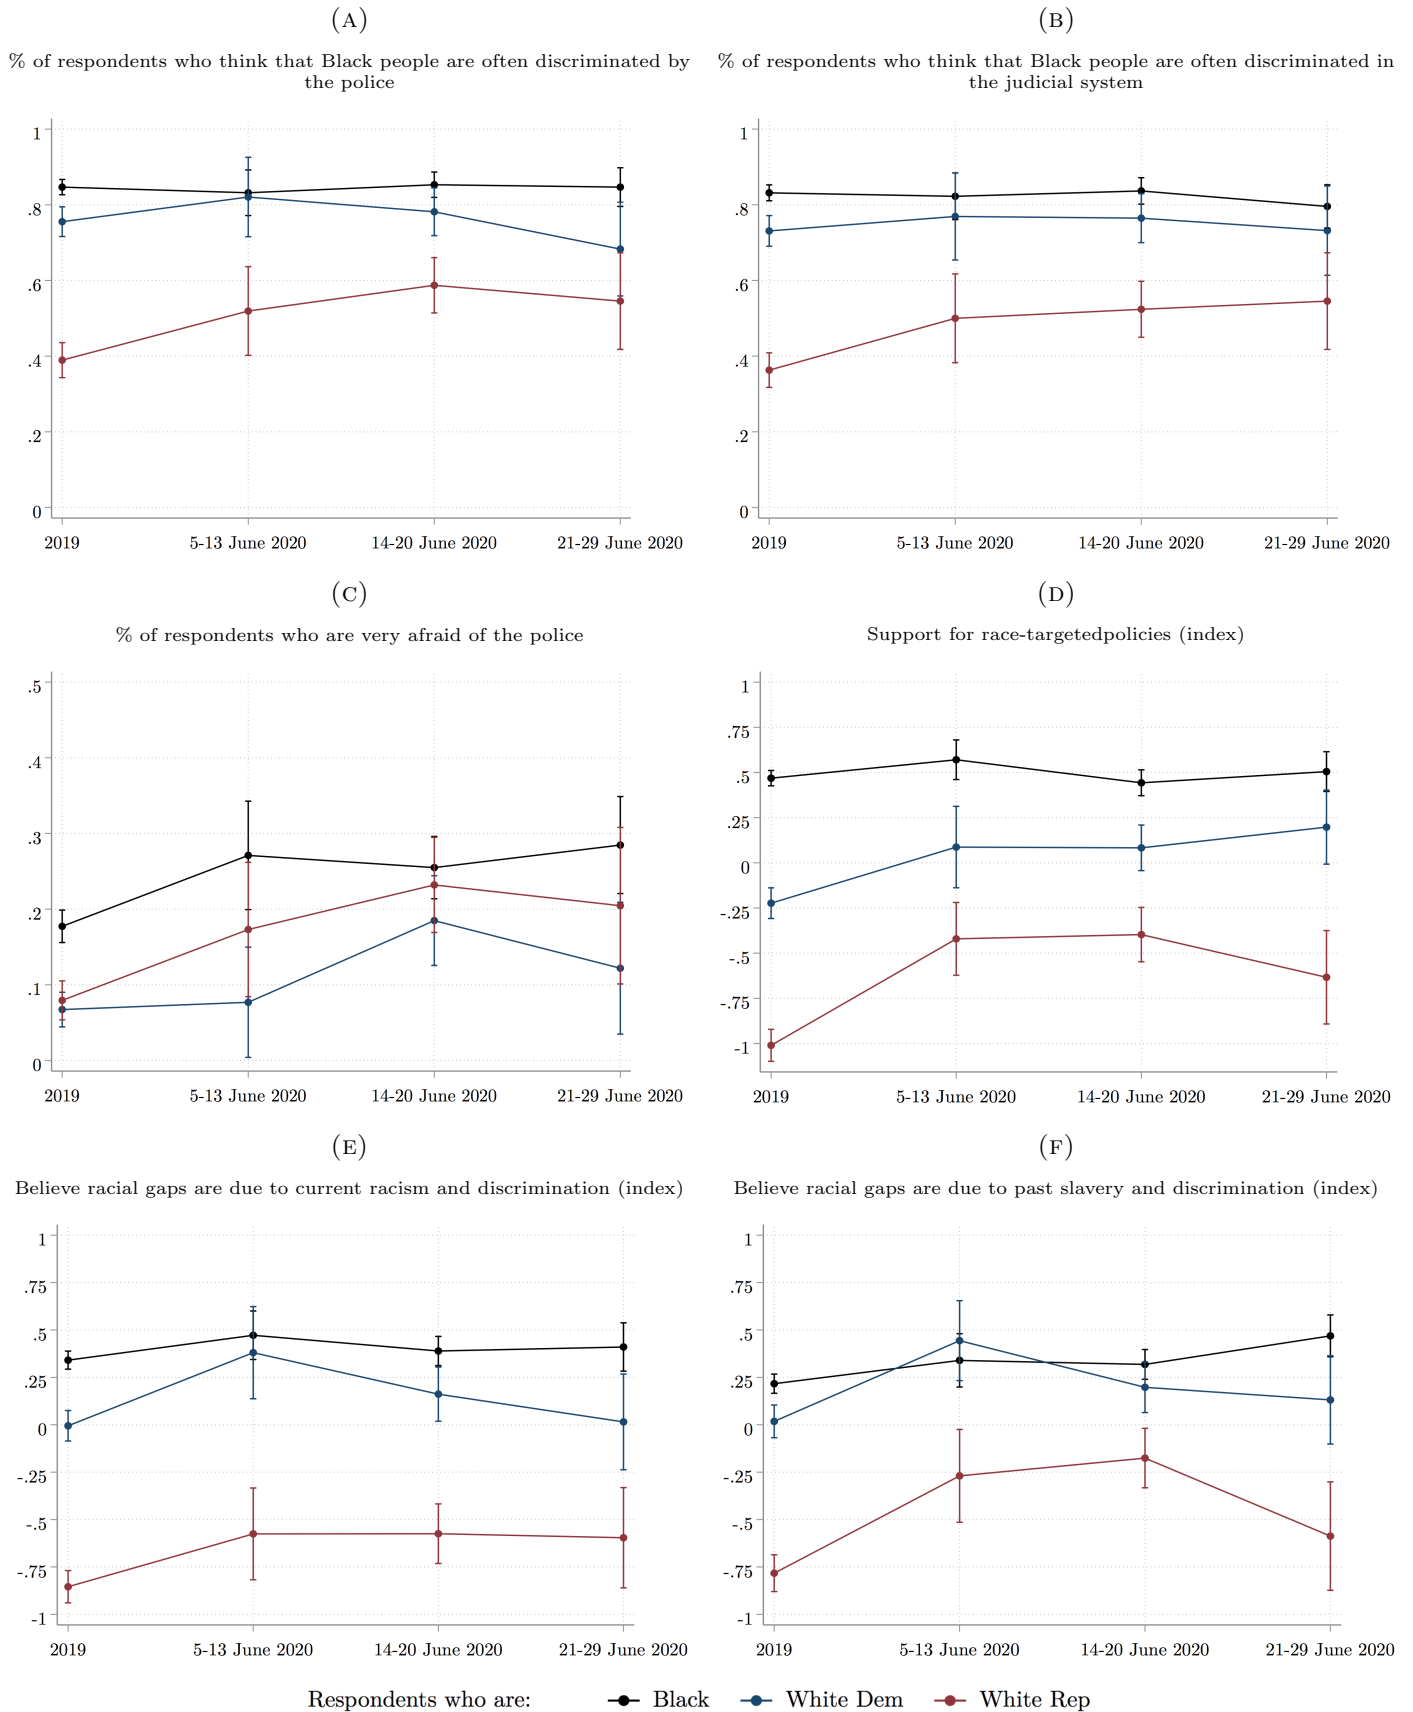 (A)
% of respondents who think that Black people are often discriminated by
the police
1
.8
.6
.4
.2
0
2019
5-13 June 2020
14-20 June 2020
21-29 June 2020
(B)
% of respondents who think that Black people are often discriminated in
the judicial system
1
.8
.6
.4
.2
0
2019
5-13 June 2020
14-20 June 2020
21-29 June 2020
(C)
% of respondents who are very afraid of the police
.5
.4
.3
.2
.1
0
2019
5-13 June 2020
14-20 June 2020
21-29 June 2020
(D)
Support for race-targetedpolicies (index)
1
.75
.5
.25
0
-.25
-.5
-.75
-1
2019
5-13 June 2020
14-20 June 2020
21-29 June 2020
(E)
Believe racial gaps are due to current racism and discrimination (index)
1
.75
.5
.25
0
-.25
-.5
-.75
-1
2019
5-13 June 2020
14-20 June 2020
21-29 June 2020
(F)
Believe racial gaps are due to past slavery and discrimination (index)
1
.75
.5
.25
0
-.25
-.5
-.75
-1
2019
5-13 June 2020
14-20 June 2020
21-29 June 2020
Respondents who are: Black White Dem White Rep